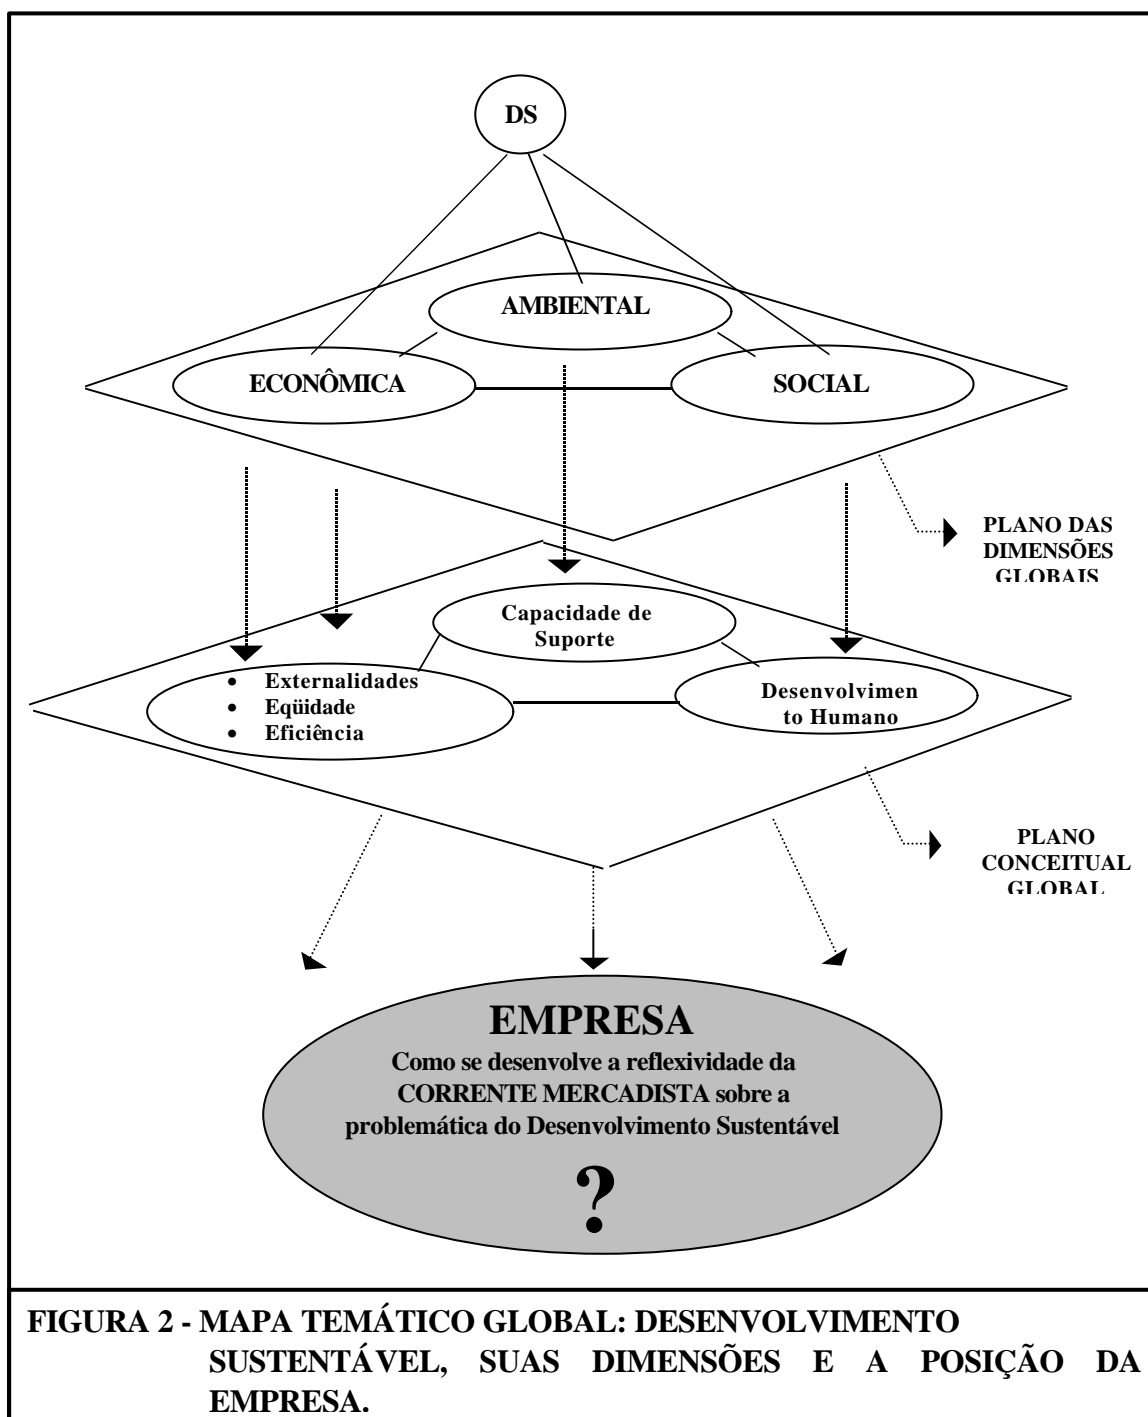 DS
AMBIENTAL
ECONÔMICA
SOCIAL
PLANO DAS
DIMENSÕES
GLOBAIS
Capacidade de
Suporte
• Externalidades
• Eqüidade
• Eficiência
Desenvolvimen
to Humano
PLANO
CONCEITUAL
GLOBAL
EMPRESA
Como se desenvolve a reflexividade da
CORRENTE MERCADISTA sobre a
problemática do Desenvolvimento Sustentável
?
FIGURA 2 - MAPA TEMÁTICO GLOBAL: DESENVOLVIMENTO
SUSTENTÁVEL, SUAS DIMENSÕES E A POSIÇÃO DA
EMPRESA.